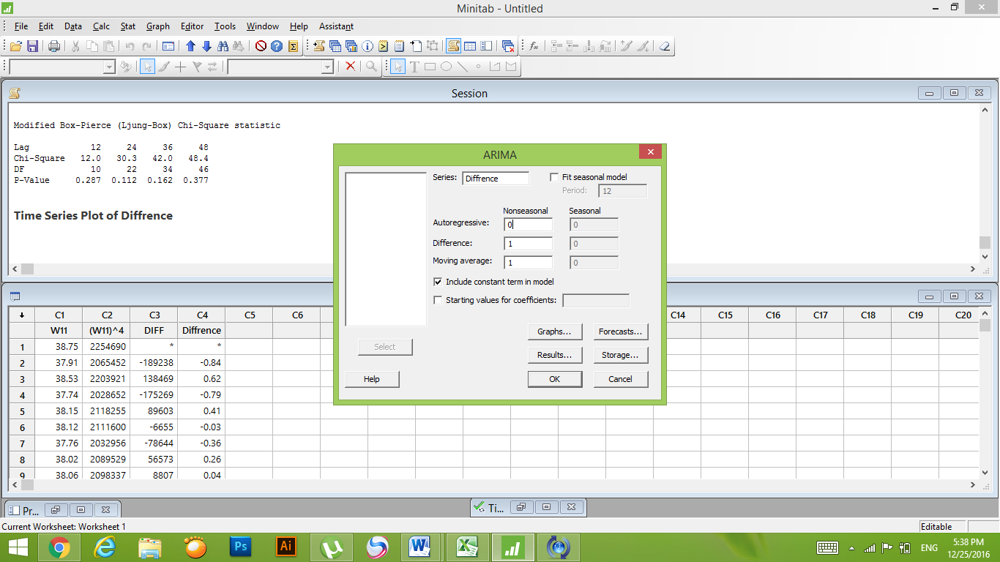 Minitab - Untitled
File Edit Data Calc Stat Graph Editor Tools Window Help Assistant
Session
Modified Box-Pierce (Ljung-Box) Chi-Square statistic
Lag 12 24 36 48
Chi-Square 12.0 30.3 42.0 48.4
DF 10 22 34 46
P-Value 0.287 0.112 0.162 0.377
Time Series Plot of Diffrence
ARIMA
Series: Diffrence
Fit seasonal model
Period: 12
Nonseasonal Seasonal
Autoregressive: 0 0
Difference: 1 0
Moving average: 1 0
Include constant term in model
Starting values for coefficients:
Graphs... Forecasts...
Select
Results... Storage...
Help OK Cancel
C1 C2 C3 C4 C5 C6 C14 C15 C16 C17 C18 C19 C20
W11 (W11)^4 DIFF Diffrence
1 38.75 2254690 * *
2 37.91 2065452 -189238 -0.84
3 38.53 2203921 138469 0.62
4 37.74 2028652 -175269 -0.79
5 38.15 2118255 89603 0.41
6 38.12 2111600 -6655 -0.03
7 37.76 2032956 -78644 -0.36
8 38.02 2089529 56573 0.26
9 38.06 2098337 8807 0.04
Pr... Ti...
Current Worksheet: Worksheet 1 Editable
Ps Ai
ENG
5:38 PM
12/25/2016